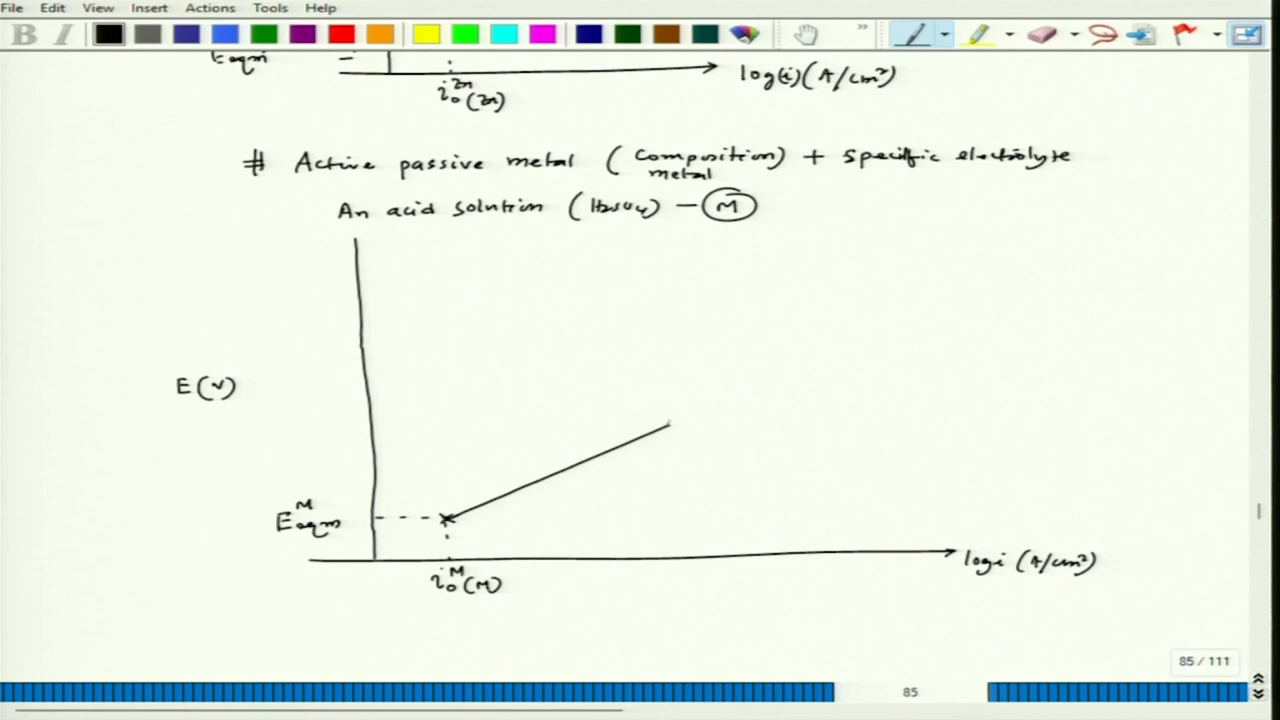 File Edit View Insert Actions Tools Help
B I
Eeqm
log(i) (A/cm²)
i₀^Zn (Zn)
# Active passive metal (composition) + specific electrolyte
metal
An acid solution (H2SO4) - M
E(V)
E^M eqm
i₀^M (M)
log i (A/cm²)
85 / 111
85